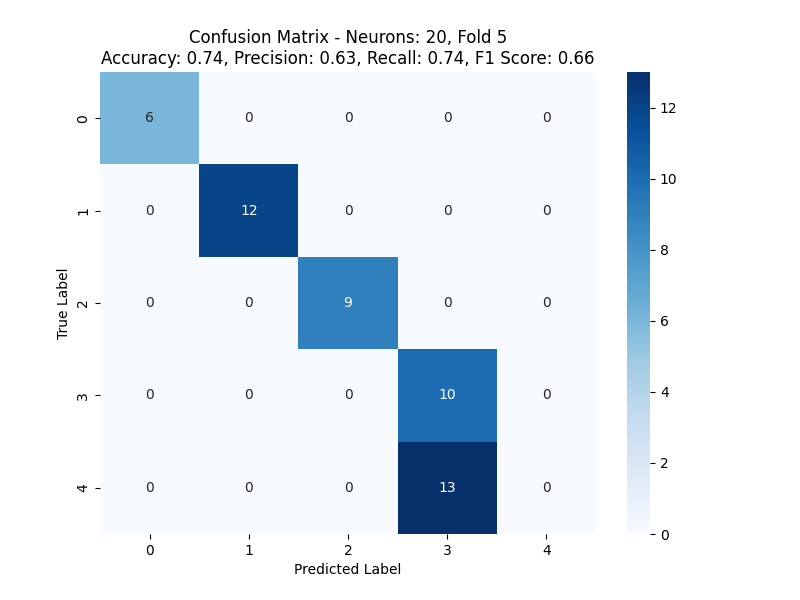 Confusion Matrix - Neurons: 20, Fold 5
Accuracy: 0.74, Precision: 0.63, Recall: 0.74, F1 Score: 0.66
True Label
0 6 0 0 0 0
1 0 12 0 0 0
2 0 0 9 0 0
3 0 0 0 10 0
4 0 0 0 13 0
0 1 2 3 4
Predicted Label
12
10
8
6
4
2
0